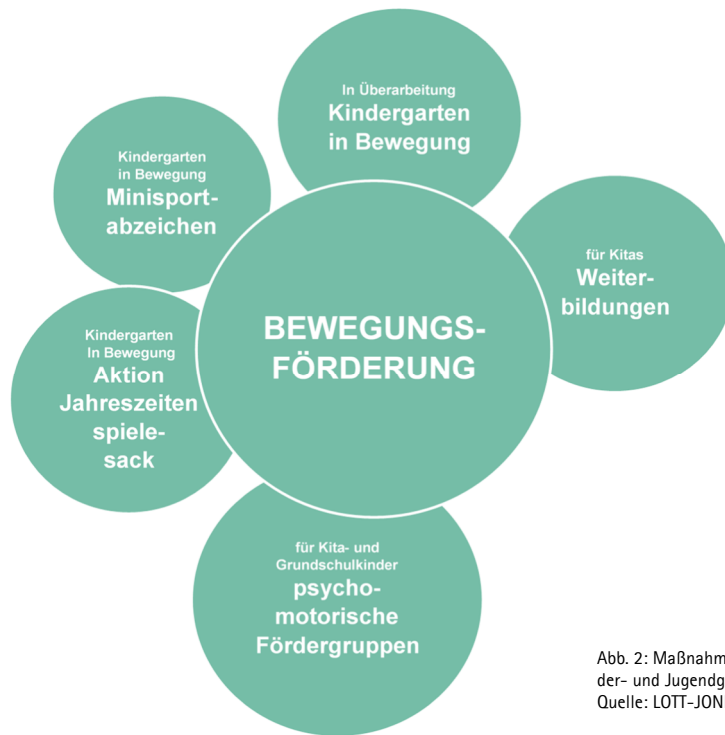 In Überarbeitung
Kindergarten
in Bewegung
Kindergarten
in Bewegung
Minisport-
abzeichen
für Kitas
Weiter-
bildungen
BEWEGUNGS-
FÖRDERUNG
Kindergarten
In Bewegung
Aktion
Jahreszeiten
spiele-
sack
für Kita- und
Grundschulkinder
psycho-
motorische
Fördergruppen
Abb. 2: Maßnahm
der- und Jugendg
Quelle: LOTT-JON